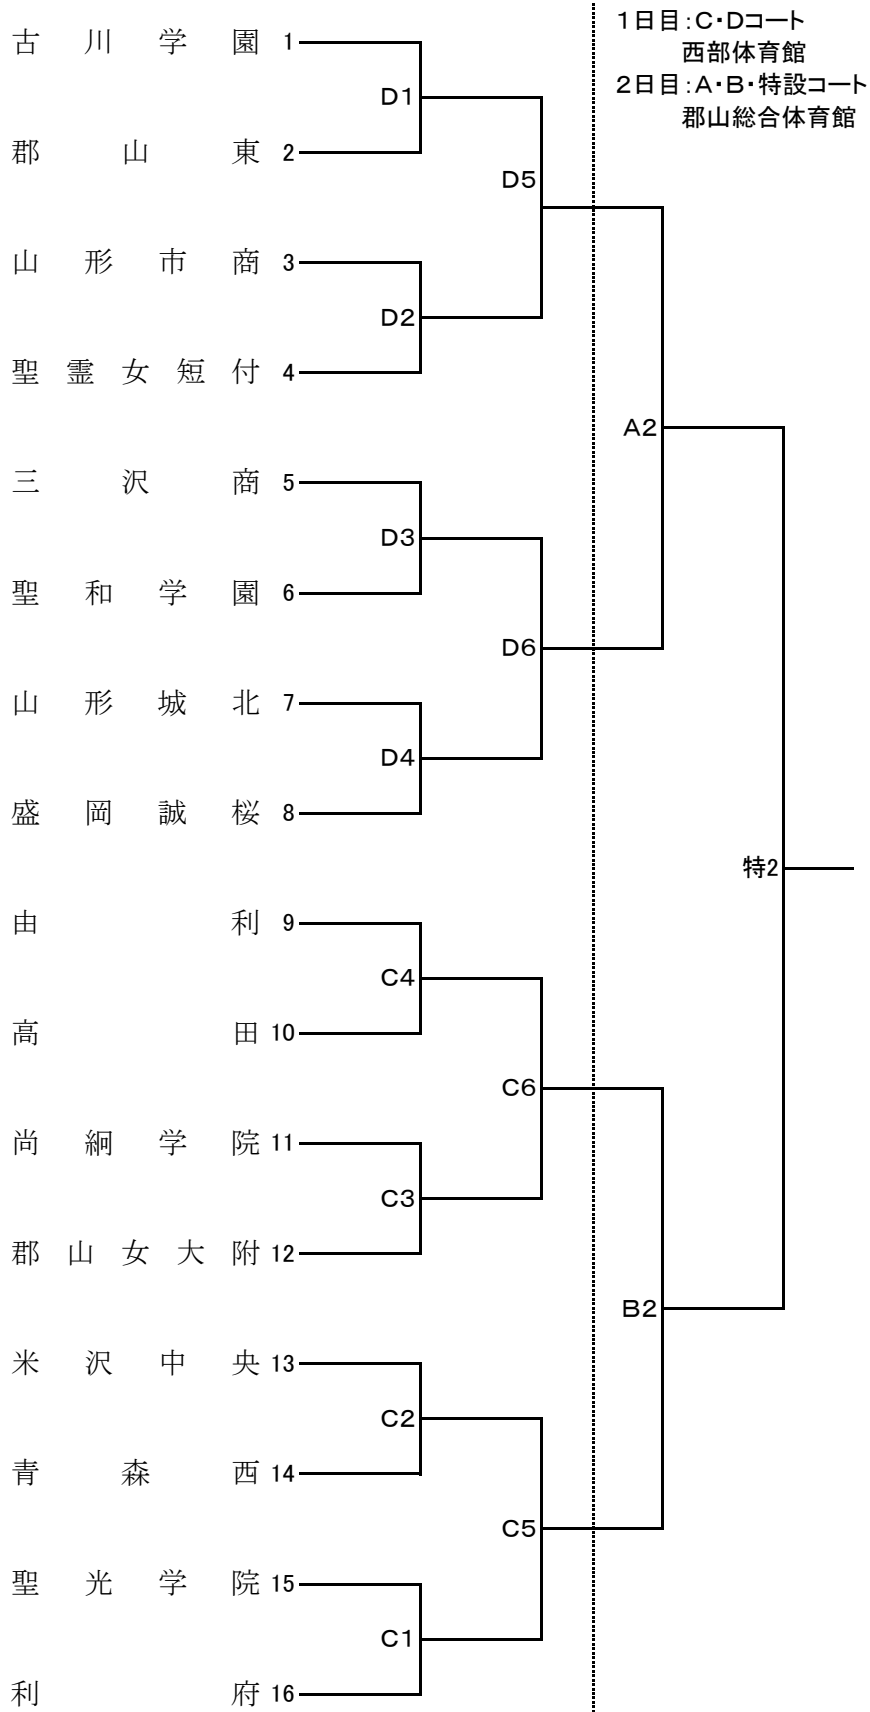 1日目:C・Dコート
西部体育館
2日目:A・B・特設コート
郡山総合体育館
古川学園 1
D1
郡山東 2
D5
山形市商 3
D2
聖霊女短付 4
A2
三沢商 5
D3
聖和学園 6
D6
山形城北 7
D4
盛岡誠桜 8
特2
由利 9
C4
高田 10
C6
尚絅学院 11
C3
郡山女大附 12
B2
米沢中央 13
C2
青森西 14
C5
聖光学院 15
C1
利府 16